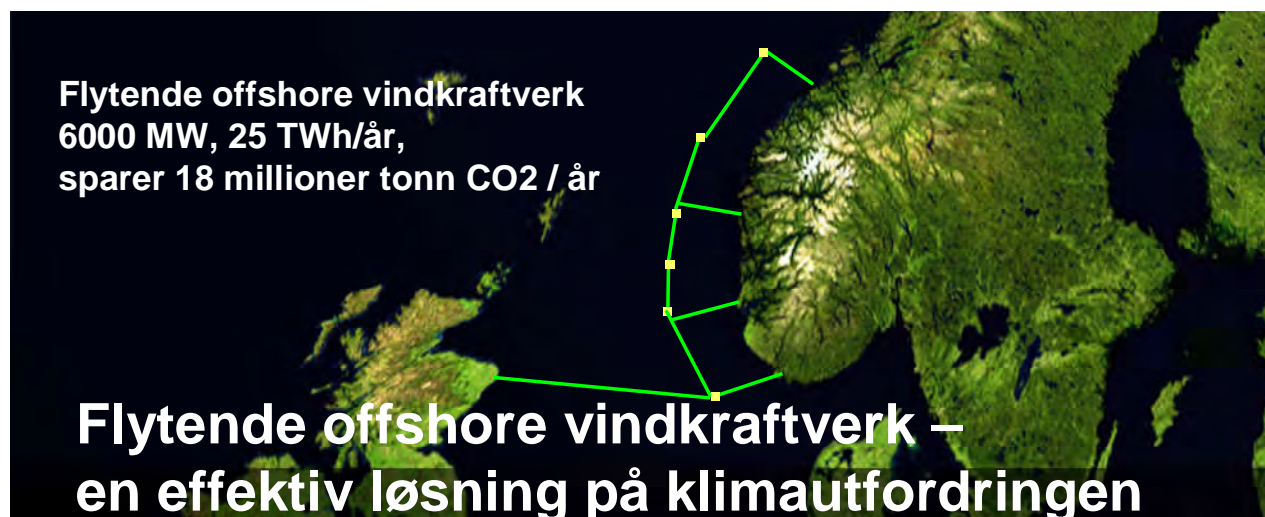 Flytende offshore vindkraftverk
6000 MW, 25 TWh/år,
sparer 18 millioner tonn CO2 / år
Flytende offshore vindkraftverk –
en effektiv løsning på klimautfordringen